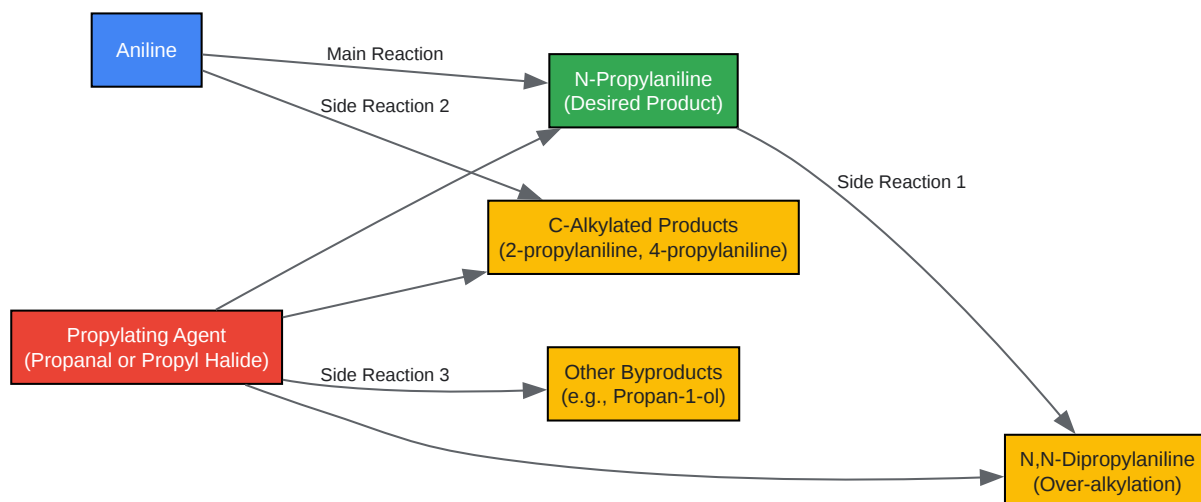 Aniline
Main Reaction
N-Propylaniline
(Desired Product)
Side Reaction 2
Side Reaction 1
C-Alkylated Products
(2-propylaniline, 4-propylaniline)
Propylating Agent
(Propanal or Propyl Halide)
Side Reaction 3
Other Byproducts
(e.g., Propan-1-ol)
N,N-Dipropylaniline
(Over-alkylation)